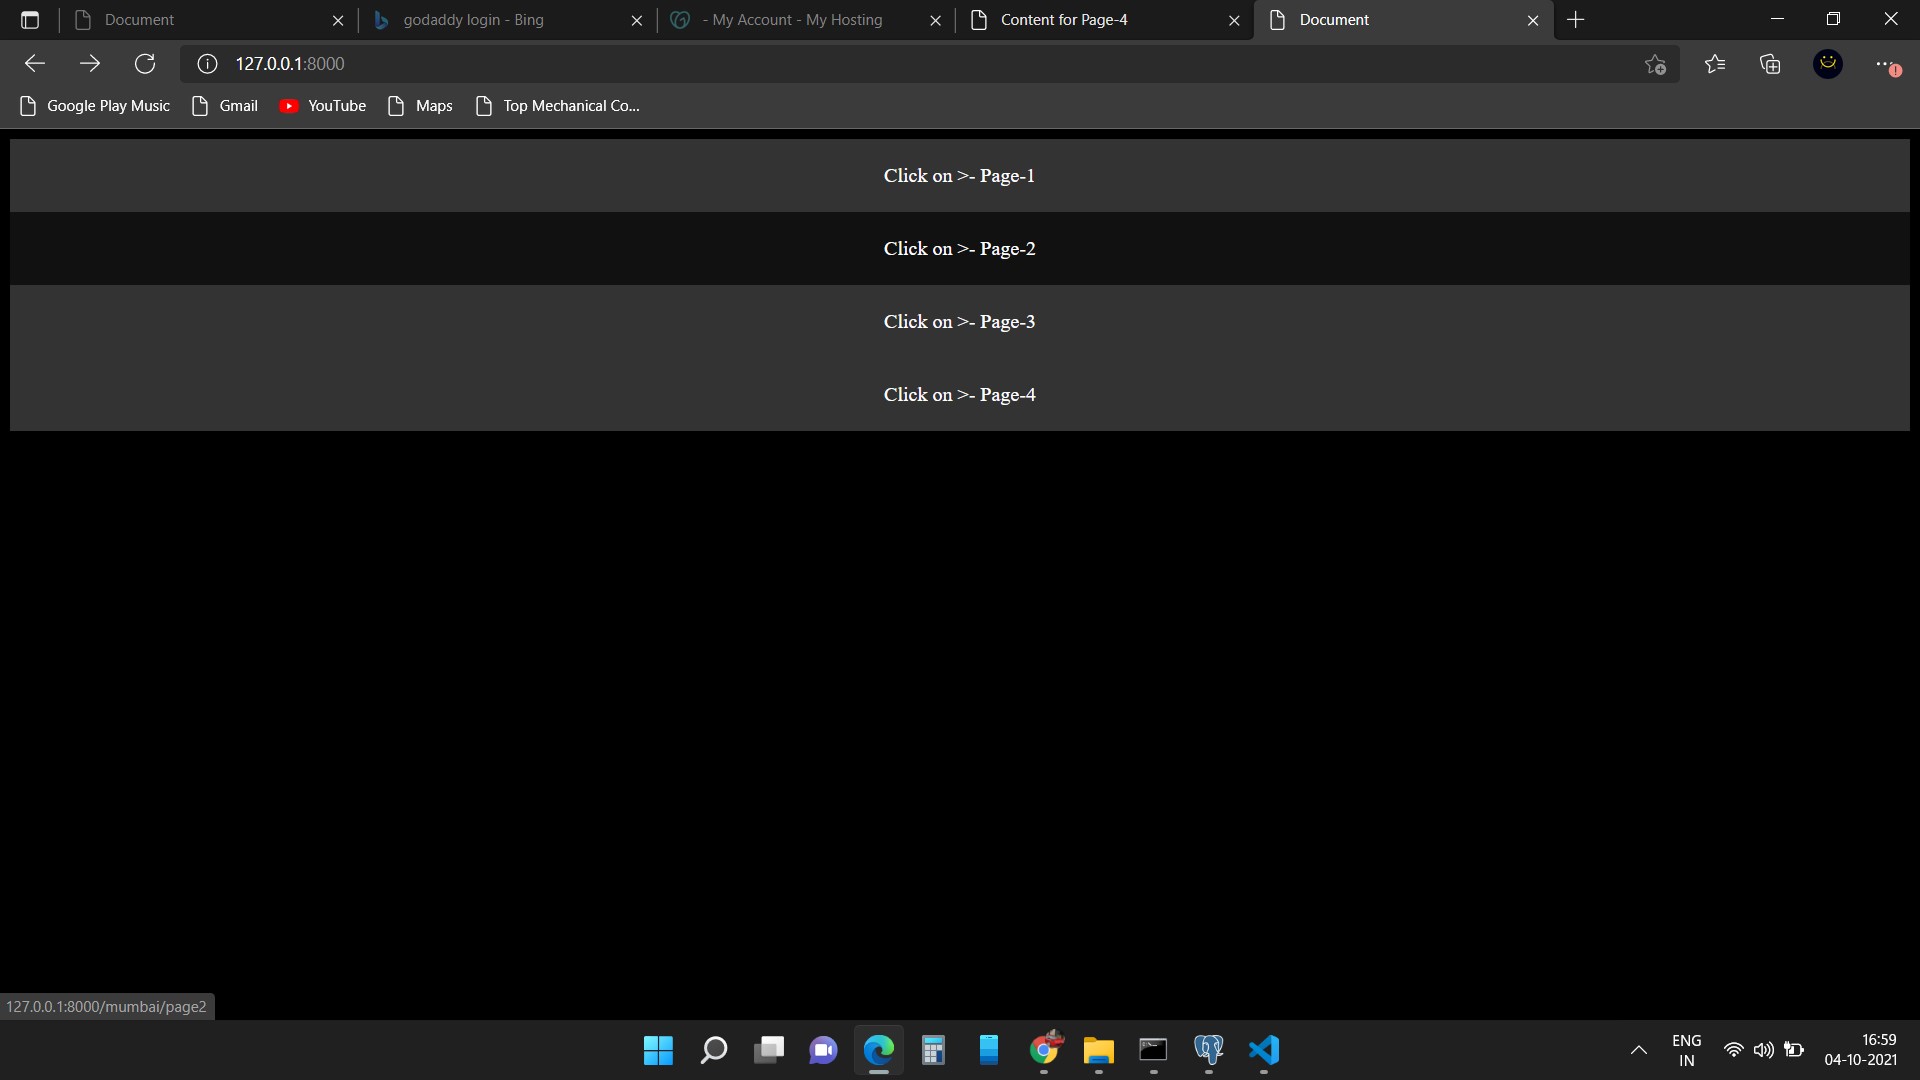 Document
godaddy login - Bing
- My Account - My Hosting
Content for Page-4
Document
127.0.0.1:8000
Google Play Music
Gmail
YouTube
Maps
Top Mechanical Co...
Click on >- Page-1
Click on >- Page-2
Click on >- Page-3
Click on >- Page-4
127.0.0.1:8000/mumbai/page2
ENG
IN
16:59
04-10-2021